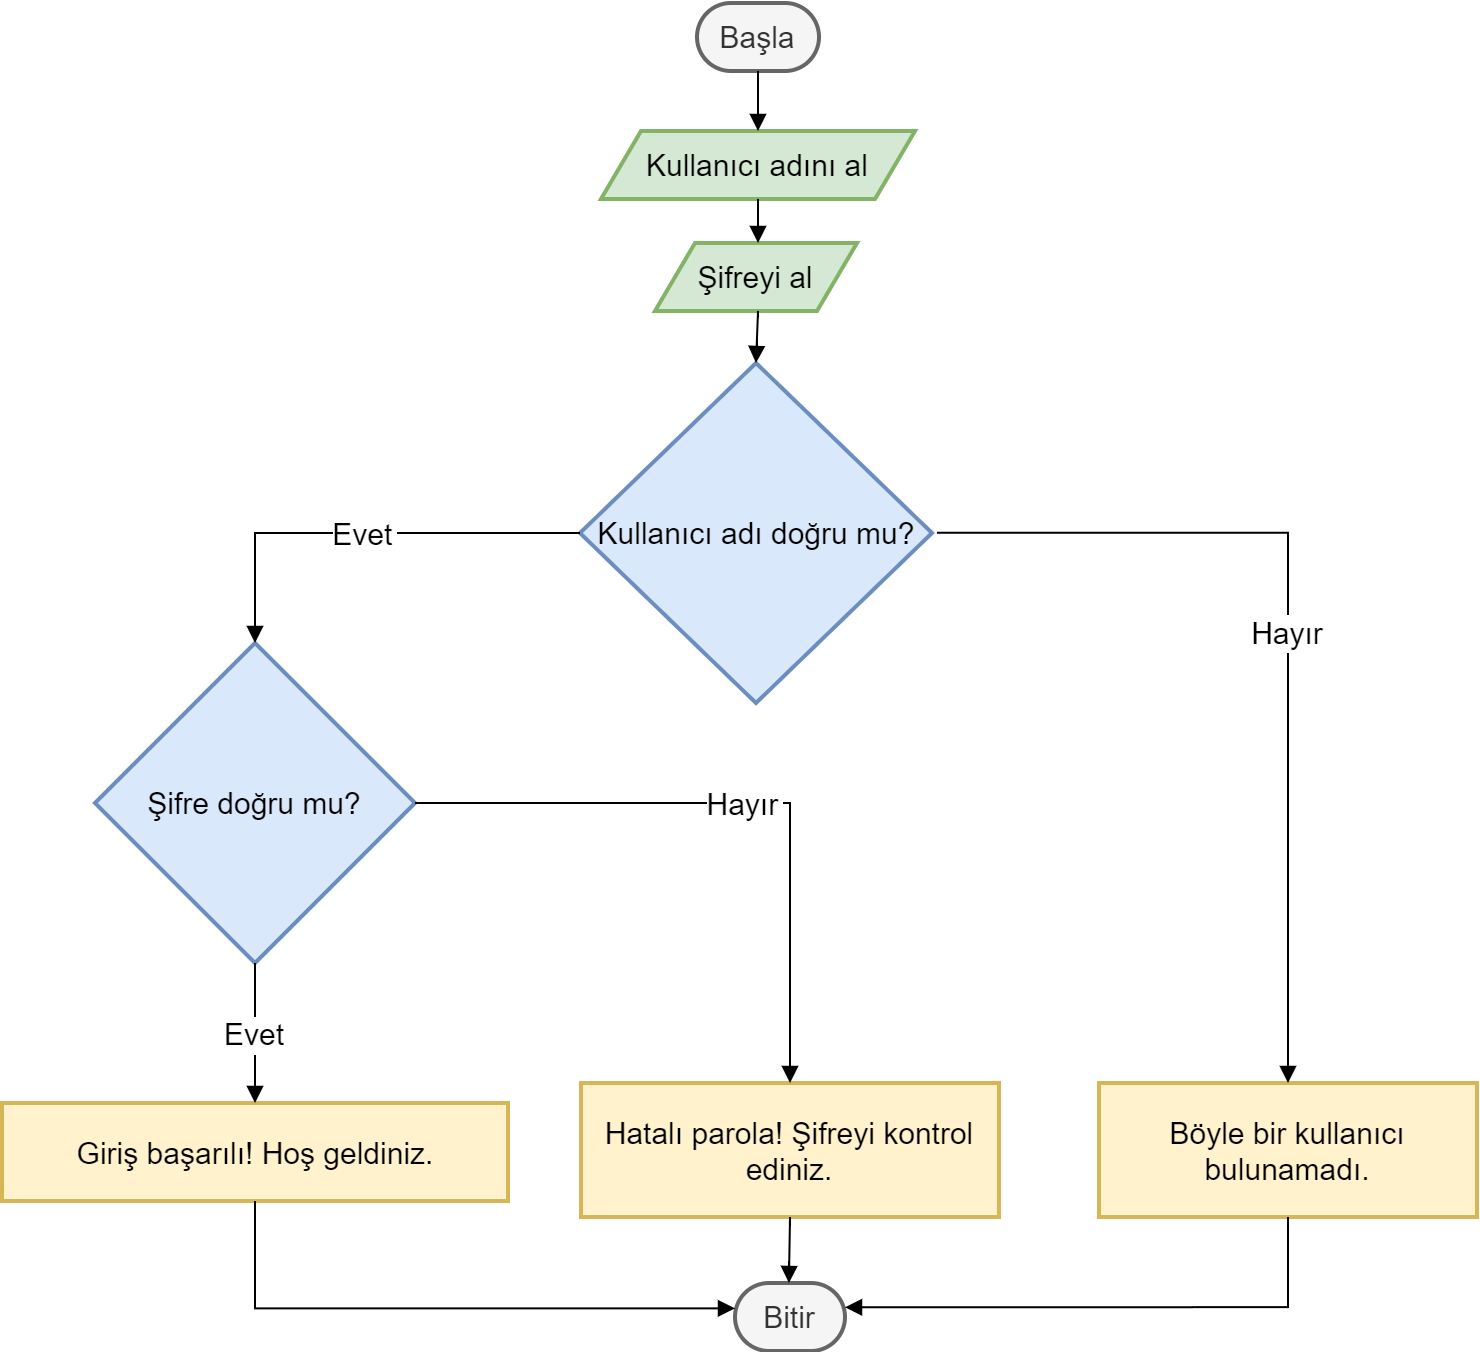 Başla
Kullanıcı adını al
Şifreyi al
Kullanıcı adı doğru mu?
Evet
Hayır
Şifre doğru mu?
Hayır
Evet
Giriş başarılı! Hoş geldiniz.
Hatalı parola! Şifreyi kontrol
ediniz.
Böyle bir kullanıcı
bulunamadı.
Bitir